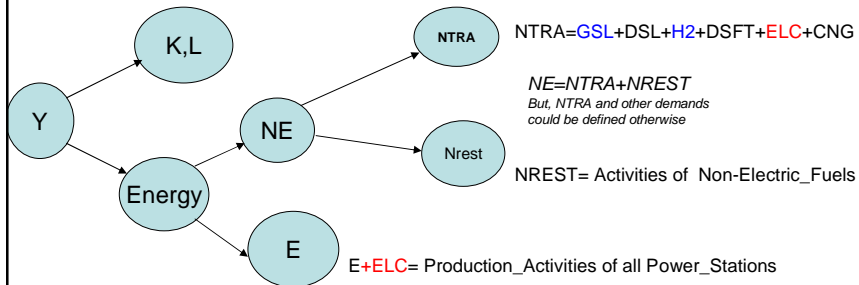 NTRA
NTRA=GSL+DSL+H2+DSFT+ELC+CNG
K,L
NE=NTRA+NREST
But, NTRA and other demands
could be defined otherwise
Y
NE
Nrest
NREST= Activities of Non-Electric_Fuels
Energy
E
E+ELC= Production_Activities of all Power_Stations